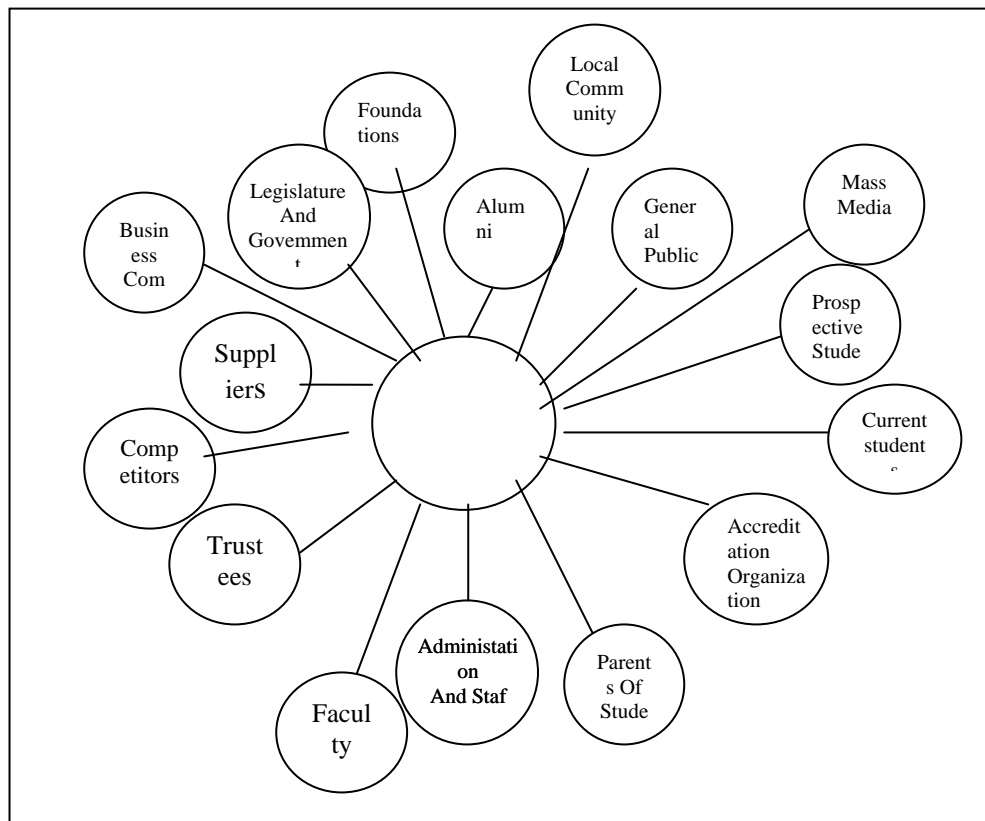 Local
Comm
unity
Founda
tions
Legislature
And
Govemmen
t
Alum
ni
Gener
al
Public
Mass
Media
Busin
ess
Com
Prosp
ective
Stude
Suppl
iers
Current
student
s
Comp
etitors
Trust
ees
Accredit
ation
Organiza
tion
Administati
on
And Staf
Parent
s Of
Stude
Facul
ty